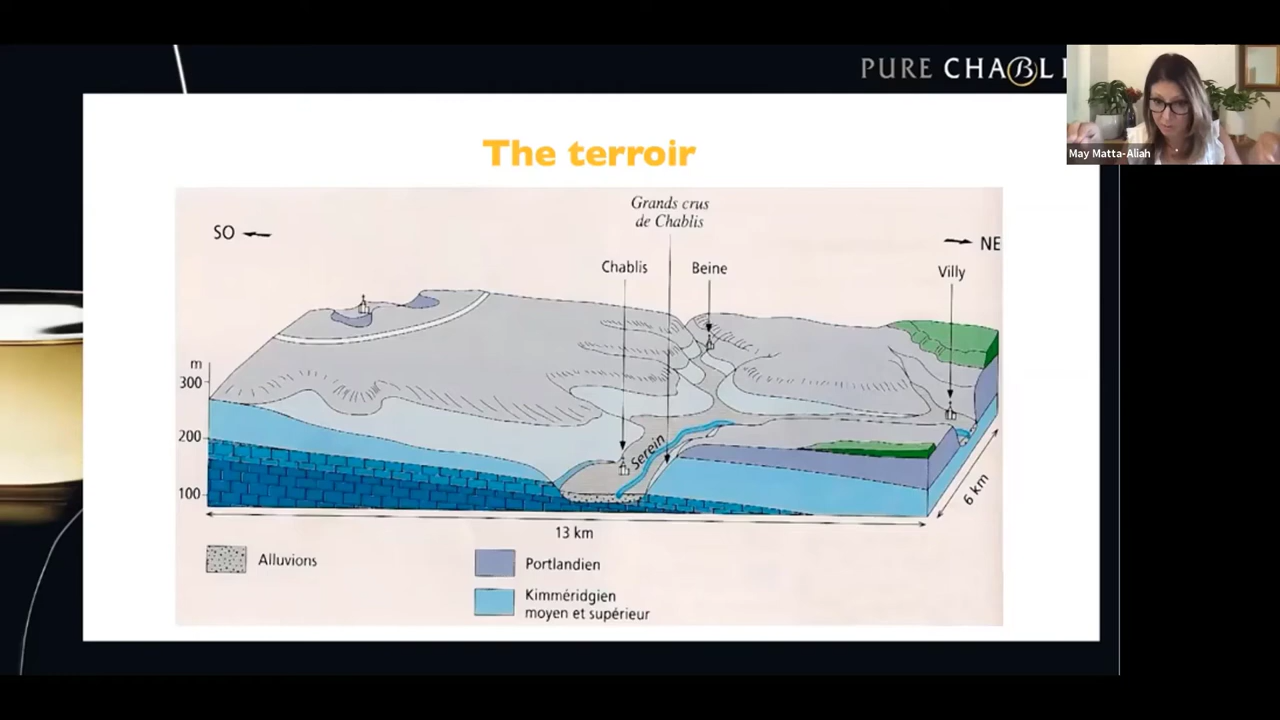 PURE CHABL
May Matta-Aliah
The terroir
Grands crus
de Chablis
SO
NE
Chablis
Beine
Villy
m
300
200
100
Serein
6 km
13 km
Alluvions
Portlandien
Kimméridgien
moyen et supérieur